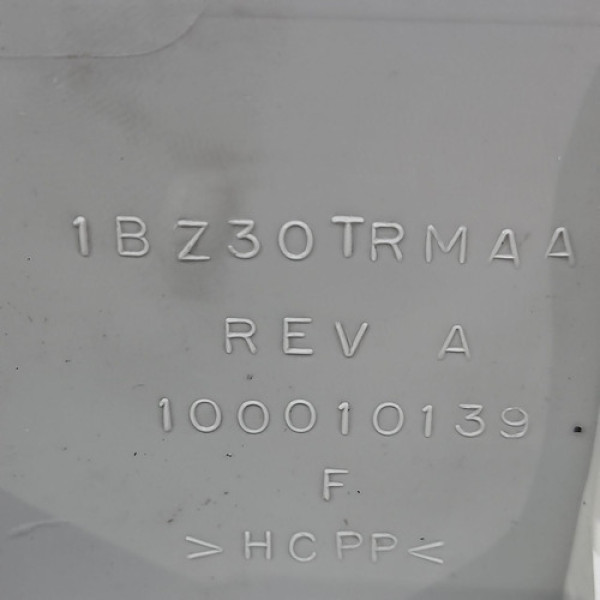 1BZ30TRMAA
REV A
100010139
F
>HCPP<